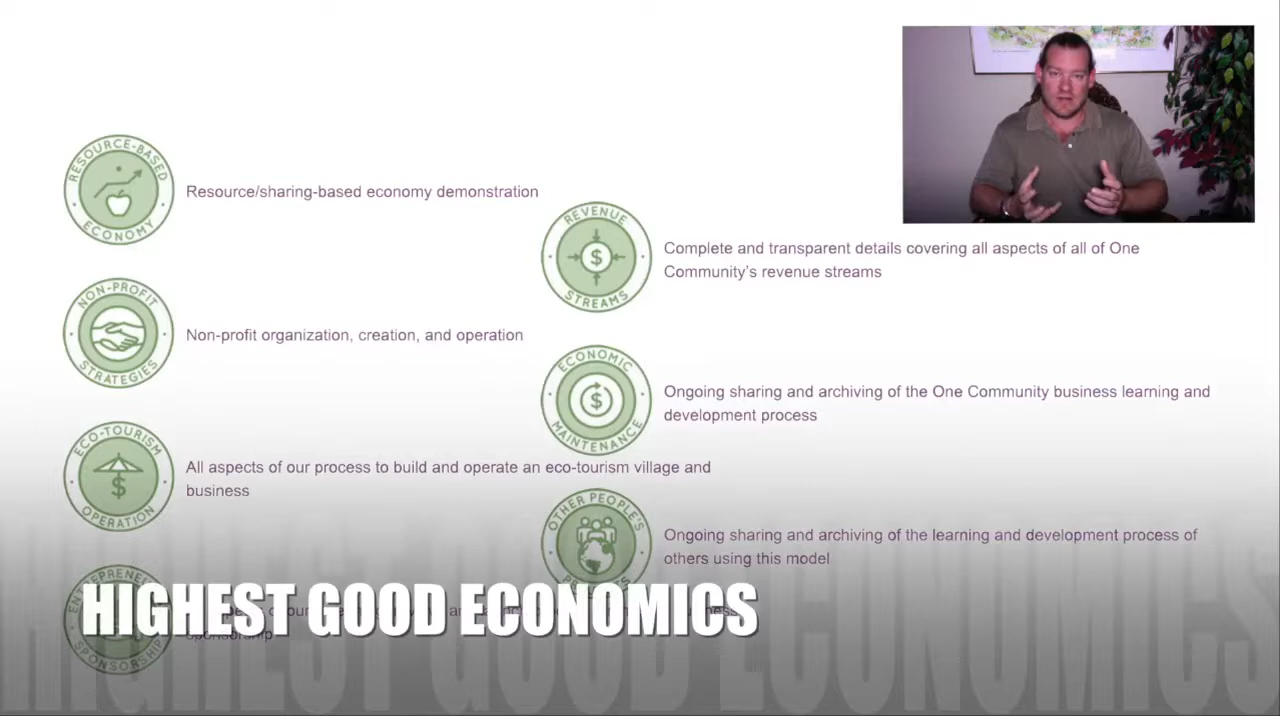 RESOURCE-BASED
ECONOMY
Resource/sharing-based economy demonstration
REVENUE
STREAMS
$
Complete and transparent details covering all aspects of all of One
Community's revenue streams
NON-PROFIT
STRATEGIES
Non-profit organization, creation, and operation
ECONOMIC
MAINTENANCE
$
Ongoing sharing and archiving of the One Community business learning and
development process
ECO-TOURISM
OPERATION
$
All aspects of our process to build and operate an eco-tourism village and
business
OTHER PEOPLE'S
Ongoing sharing and archiving of the learning and development process of
others using this model
SPONSORSHIP
sponsorship
HIGHEST GOOD ECONOMICS
HIGHEST GOOD ECONOMICS